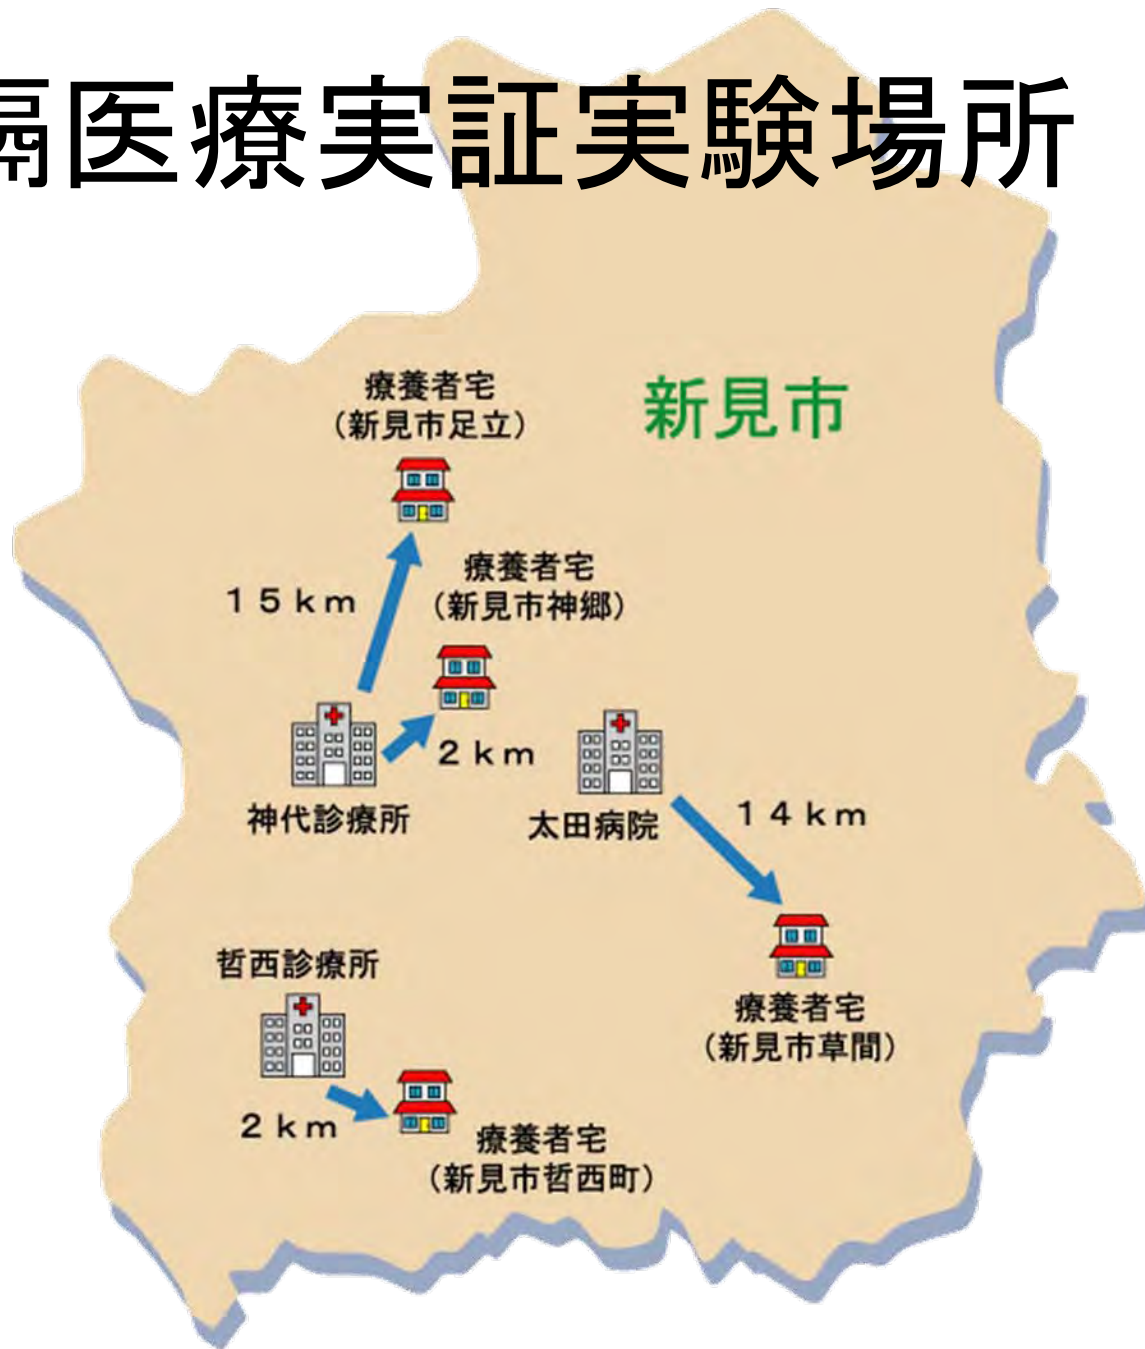 隔医療実証実験場所
新見市
療養者宅
（新見市足立）
１５ｋｍ
療養者宅
（新見市神郷）
２ｋｍ
神代診療所
太田病院
１４ｋｍ
療養者宅
（新見市草間）
哲西診療所
２ｋｍ
療養者宅
（新見市哲西町）